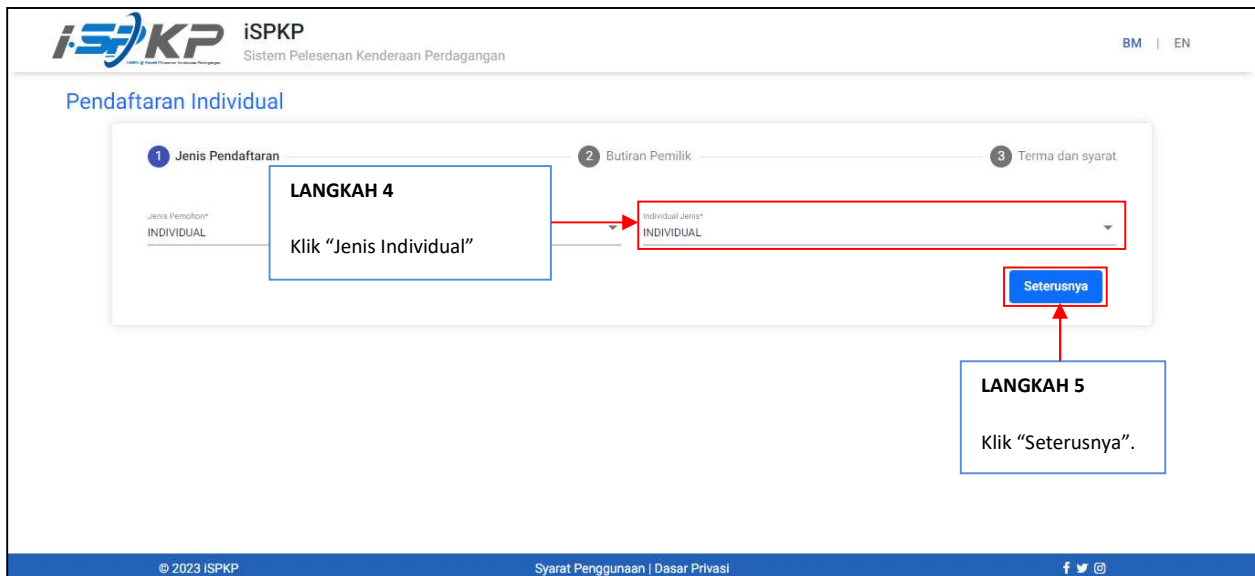 iSPKP
iSPKP
Sistem Pelesenan Kenderaan Perdagangan
BM | EN
Pendaftaran Individual
1 Jenis Pendaftaran
2 Butiran Pemilik
3 Terma dan syarat
LANGKAH 4
Klik “Jenis Individual”
Jenis Pemohon*
INDIVIDUAL
Individual Jenis*
INDIVIDUAL
Seterusnya
LANGKAH 5
Klik “Seterusnya”.
© 2023 iSPKP
Syarat Penggunaan | Dasar Privasi